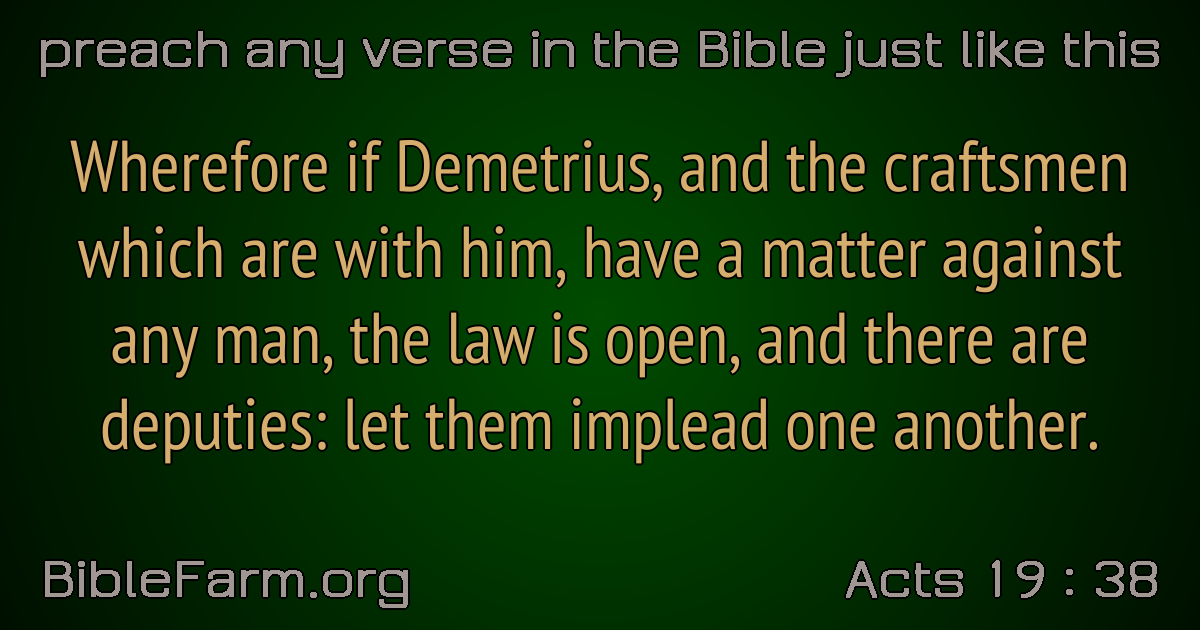 preach any verse in the Bible just like this
Wherefore if Demetrius, and the craftsmen
which are with him, have a matter against
any man, the law is open, and there are
deputies: let them implead one another.
BibleFarm.org
Acts 19 : 38